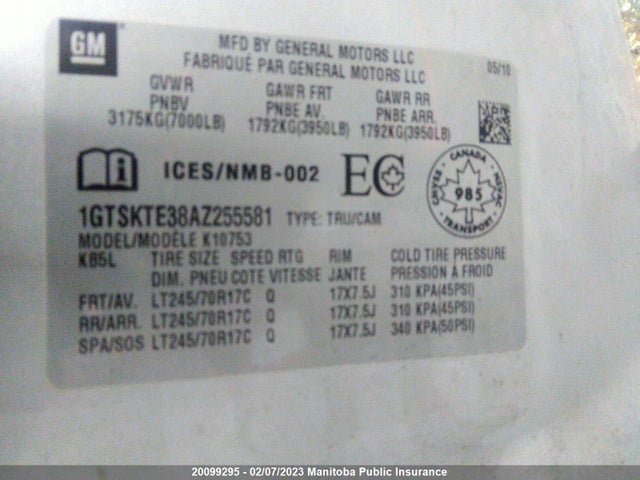 GM
MFD BY GENERAL MOTORS LLC
FABRIQUÉ PAR GENERAL MOTORS LLC
05/10
GVWR GAWR FRT GAWR RR
PNBV PNBE AV. PNBE ARR.
3175KG(7000LB) 1792KG(3950LB) 1792KG(3950LB)
i ICES/NMB-002 EC
CANADA
CMVSS 985 NSVAC
TRANSPORT
1GTSKTE38AZ255581 TYPE: TRU/CAM
MODEL/MODÈLE K10753
K85L TIRE SIZE SPEED RTG RIM COLD TIRE PRESSURE
DIM. PNEU COTE VITESSE JANTE PRESSION À FROID
FRT/AV. LT245/70R17C Q 17X7.5J 310 KPA(45PSI)
RR/ARR. LT245/70R17C Q 17X7.5J 310 KPA(45PSI)
SPA/SOS LT245/70R17C Q 17X7.5J 340 KPA(50PSI)
20099295 - 02/07/2023 Manitoba Public Insurance